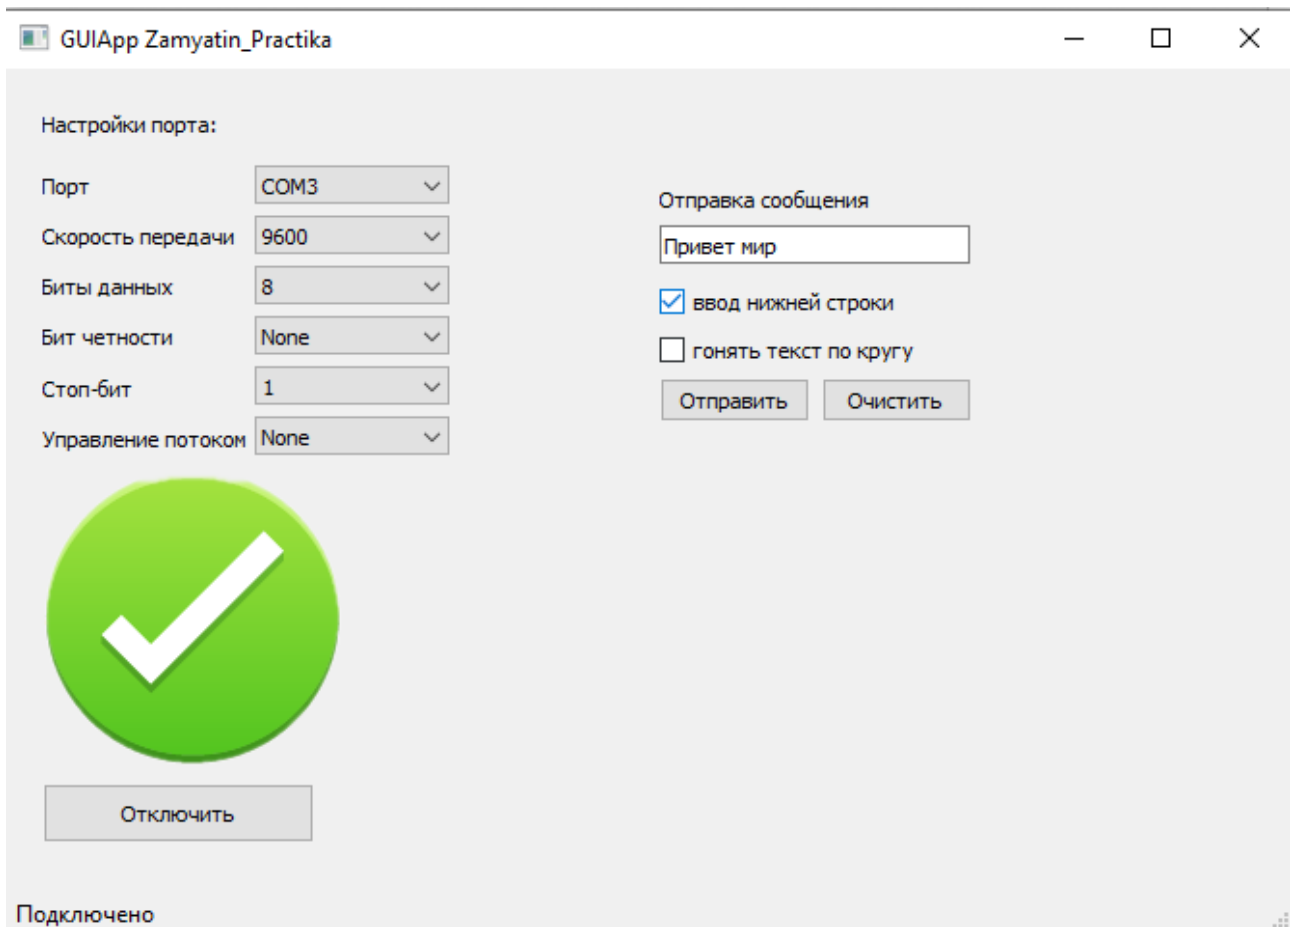 GUIApp Zamyatin_Practika
Настройки порта:
Порт COM3
Скорость передачи 9600
Биты данных 8
Бит четности None
Стоп-бит 1
Управление потоком None
Отправка сообщения
Привет мир
ввод нижней строки
гонять текст по кругу
Отправить Очистить
Отключить
Подключено